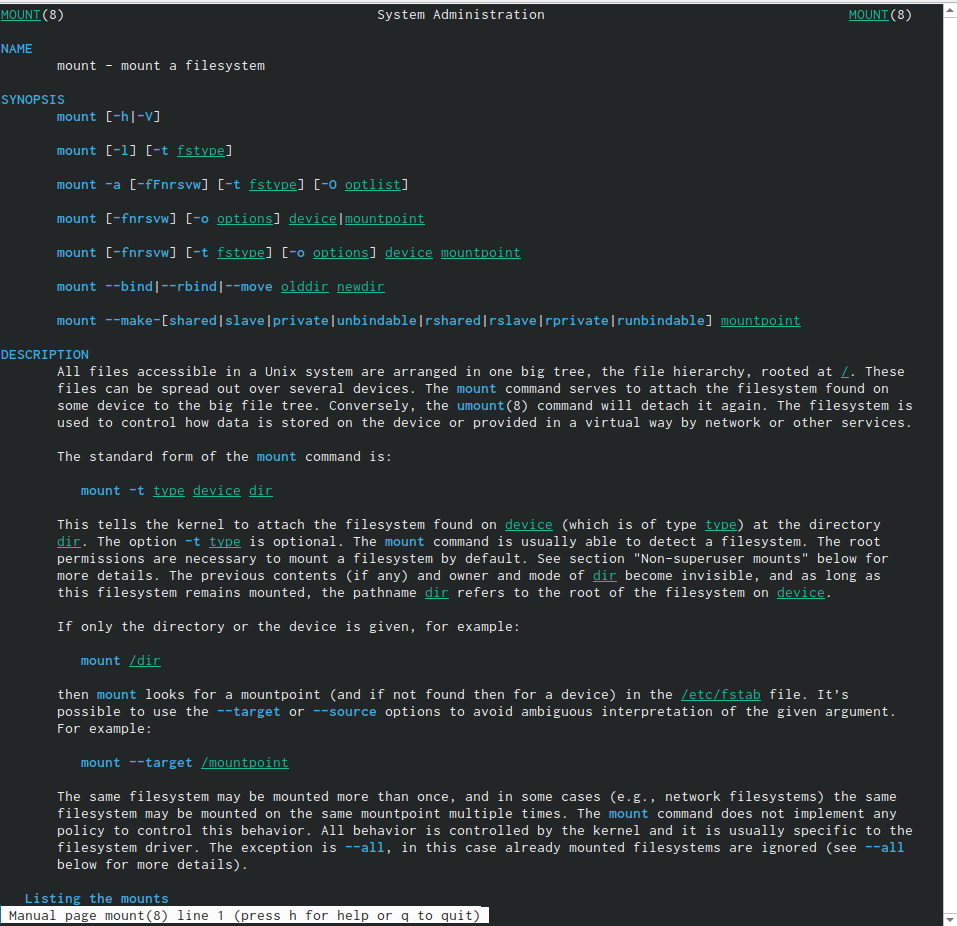 MOUNT(8) System Administration MOUNT(8)
NAME
mount - mount a filesystem
SYNOPSIS
mount [-h|-V]
mount [-l] [-t fstype]
mount -a [-fFnrsvw] [-t fstype] [-O optlist]
mount [-fnrsvw] [-o options] device|mountpoint
mount [-fnrsvw] [-t fstype] [-o options] device mountpoint
mount --bind|--rbind|--move olddir newdir
mount --make-[shared|slave|private|unbindable|rshared|rslave|rprivate|runbindable] mountpoint
DESCRIPTION
All files accessible in a Unix system are arranged in one big tree, the file hierarchy, rooted at /. These
files can be spread out over several devices. The mount command serves to attach the filesystem found on
some device to the big file tree. Conversely, the umount(8) command will detach it again. The filesystem is
used to control how data is stored on the device or provided in a virtual way by network or other services.
The standard form of the mount command is:
mount -t type device dir
This tells the kernel to attach the filesystem found on device (which is of type type) at the directory
dir. The option -t type is optional. The mount command is usually able to detect a filesystem. The root
permissions are necessary to mount a filesystem by default. See section "Non-superuser mounts" below for
more details. The previous contents (if any) and owner and mode of dir become invisible, and as long as
this filesystem remains mounted, the pathname dir refers to the root of the filesystem on device.
If only the directory or the device is given, for example:
mount /dir
then mount looks for a mountpoint (and if not found then for a device) in the /etc/fstab file. It’s
possible to use the --target or --source options to avoid ambiguous interpretation of the given argument.
For example:
mount --target /mountpoint
The same filesystem may be mounted more than once, and in some cases (e.g., network filesystems) the same
filesystem may be mounted on the same mountpoint multiple times. The mount command does not implement any
policy to control this behavior. All behavior is controlled by the kernel and it is usually specific to the
filesystem driver. The exception is --all, in this case already mounted filesystems are ignored (see --all
below for more details).
Listing the mounts
Manual page mount(8) line 1 (press h for help or q to quit)